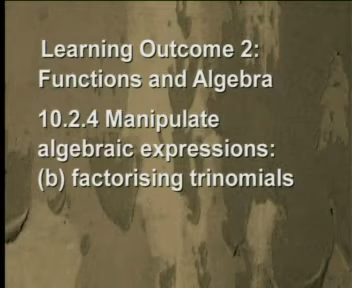 Learning Outcome 2:
Functions and Algebra
10.2.4 Manipulate
algebraic expressions:
(b) factorising trinomials